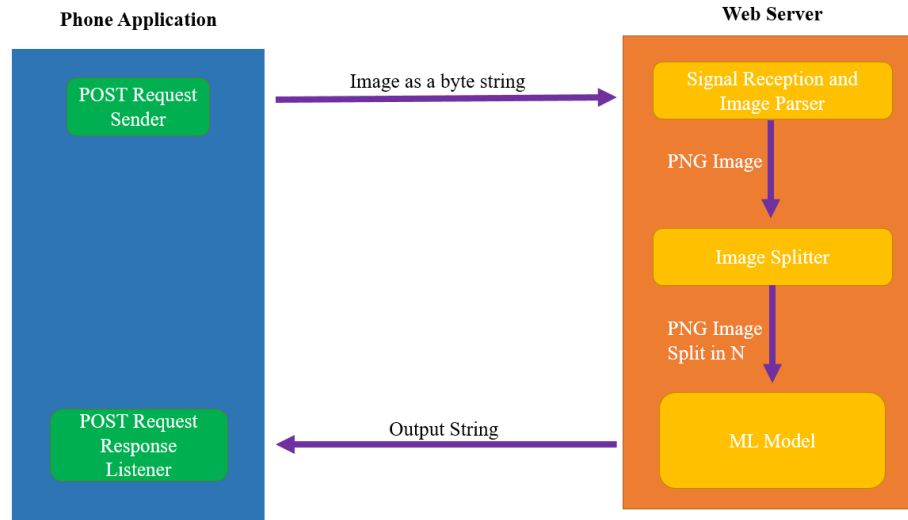 Phone Application
Web Server
POST Request
Sender
Image as a byte string
Signal Reception and
Image Parser
PNG Image
Image Splitter
PNG Image
Split in N
POST Request
Response
Listener
Output String
ML Model